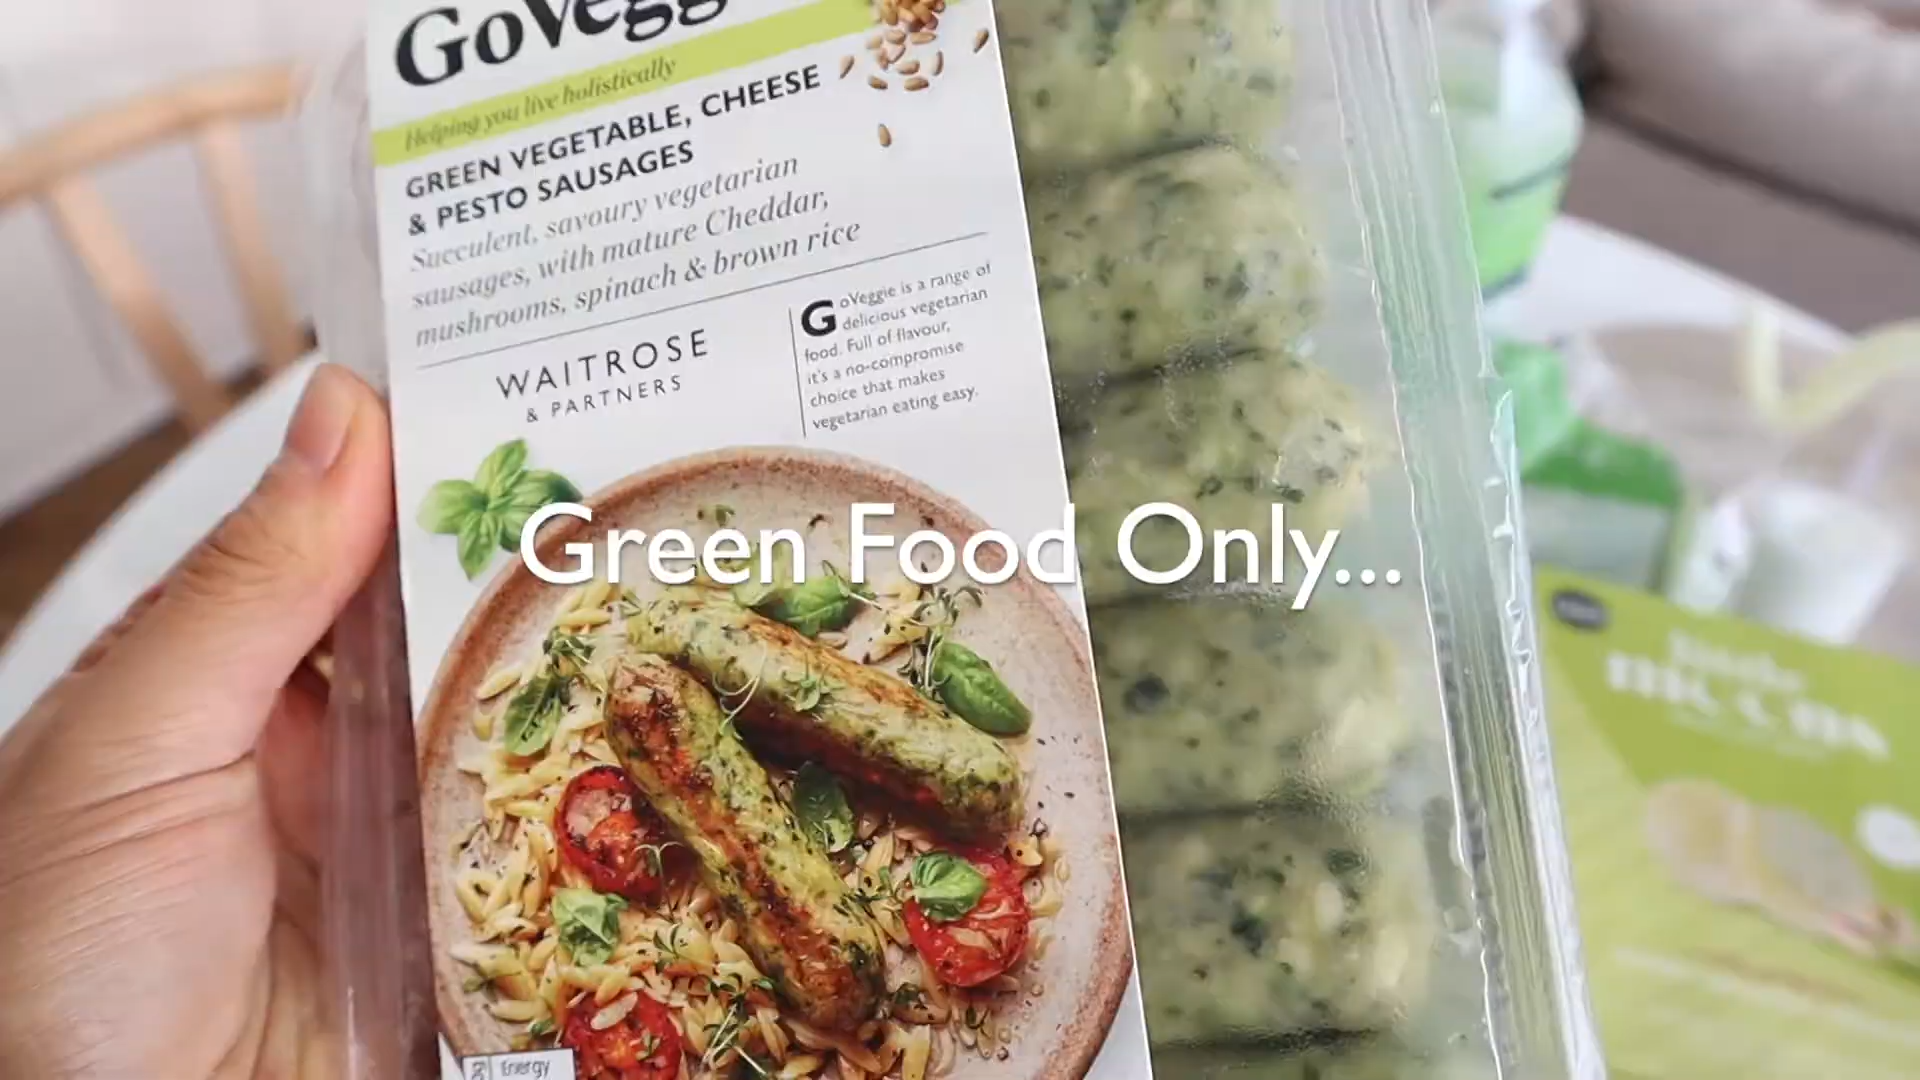 GoVegg
Helping you live holistically
GREEN VEGETABLE, CHEESE
& PESTO SAUSAGES
Succulent, savoury vegetarian
sausages, with mature Cheddar,
mushrooms, spinach & brown rice
WAITROSE
& PARTNERS
GoVeggie is a range of
delicious vegetarian
food. Full of flavour,
it's a no-compromise
choice that makes
vegetarian eating easy.
Green Food Only...
Energy